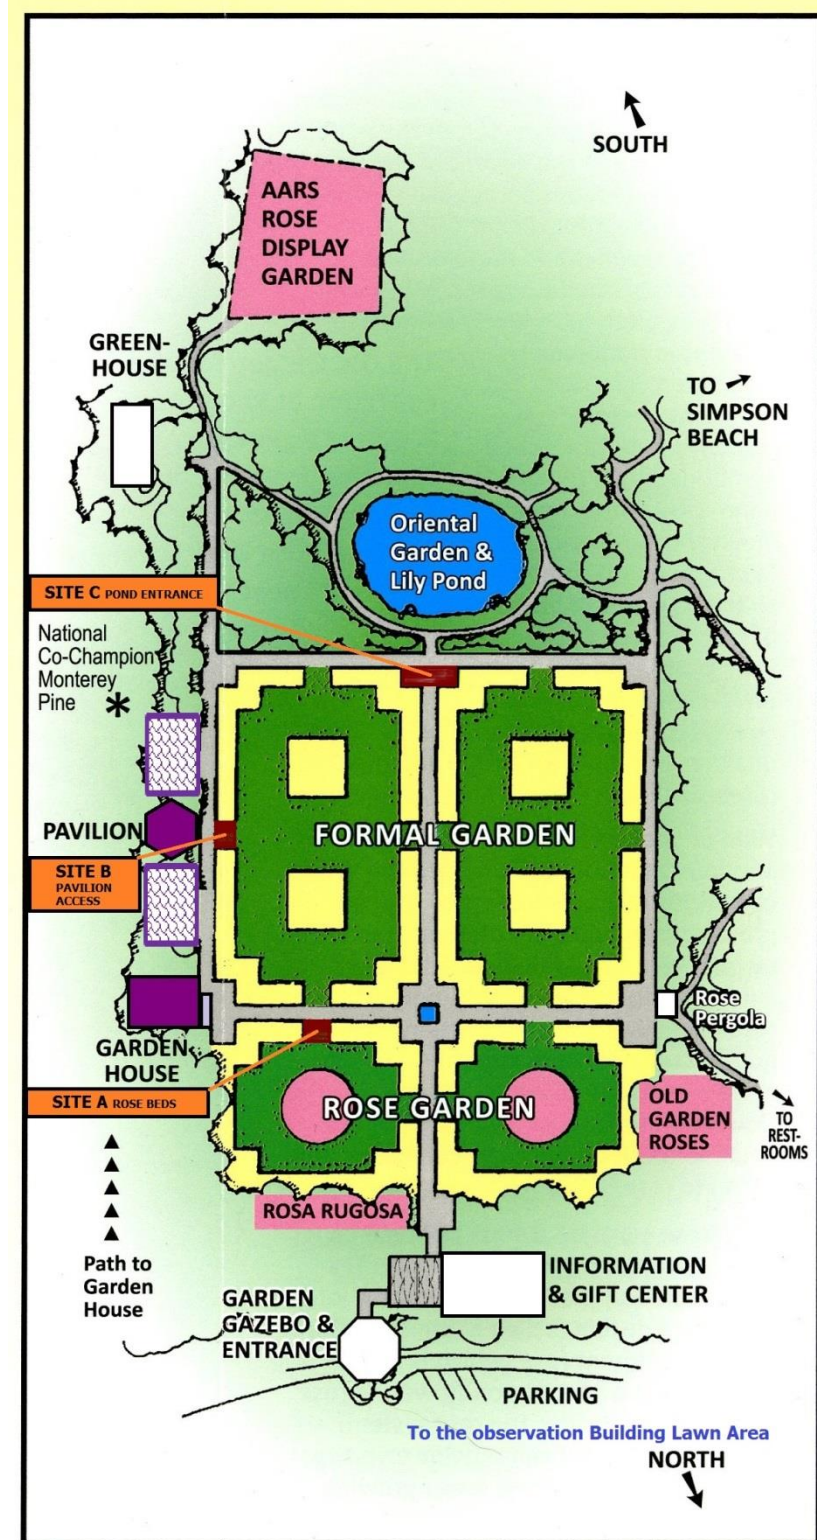 SOUTH
AARS
ROSE
DISPLAY
GARDEN
GREEN-
HOUSE
TO
SIMPSON
BEACH
Oriental
Garden &
Lily Pond
SITE C POND ENTRANCE
National
Co-Champion
Monterey
Pine *
PAVILION
FORMAL GARDEN
SITE B
PAVILION
ACCESS
Rose
Pergola
GARDEN
HOUSE
SITE A ROSE BEDS
ROSE GARDEN
OLD
GARDEN
ROSES
TO
REST-
ROOMS
ROSA RUGOSA
Path to
Garden
House
INFORMATION
& GIFT CENTER
GARDEN
GAZEBO &
ENTRANCE
PARKING
To the observation Building Lawn Area
NORTH